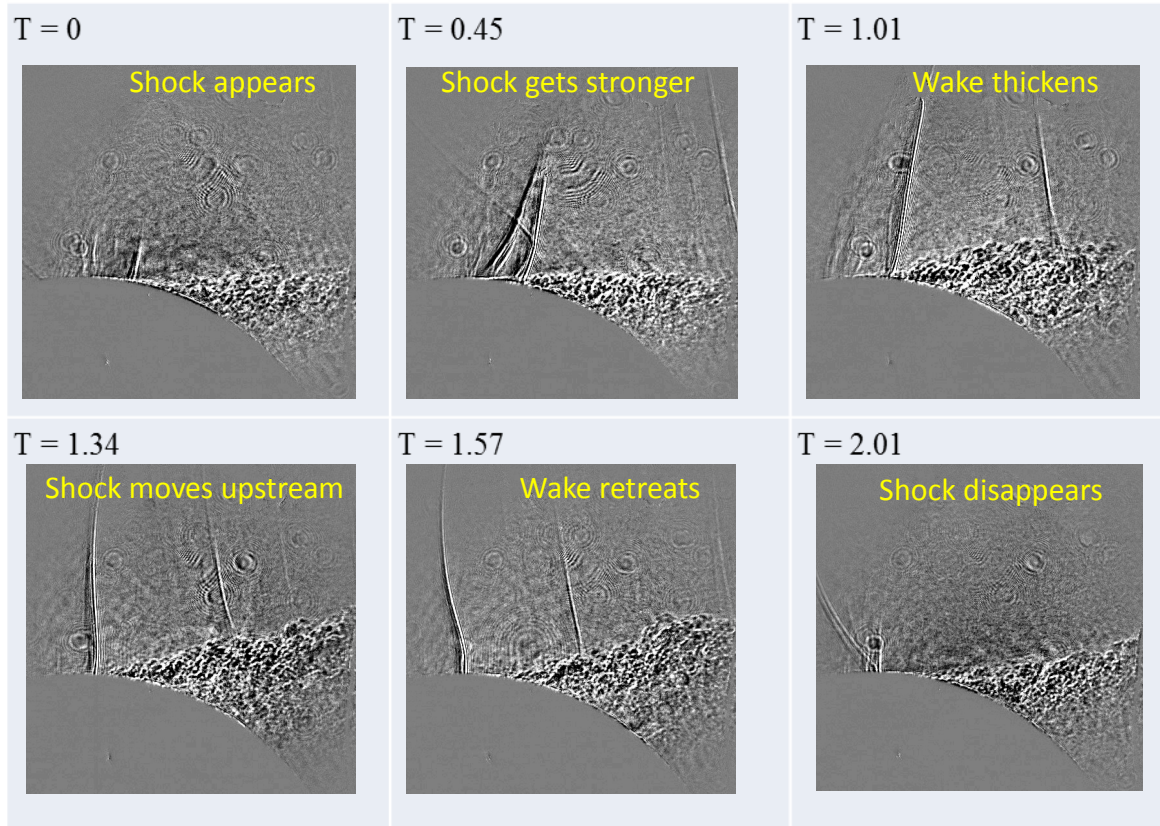 T = 0
Shock appears
T = 0.45
Shock gets stronger
T = 1.01
Wake thickens
T = 1.34
Shock moves upstream
T = 1.57
Wake retreats
T = 2.01
Shock disappears